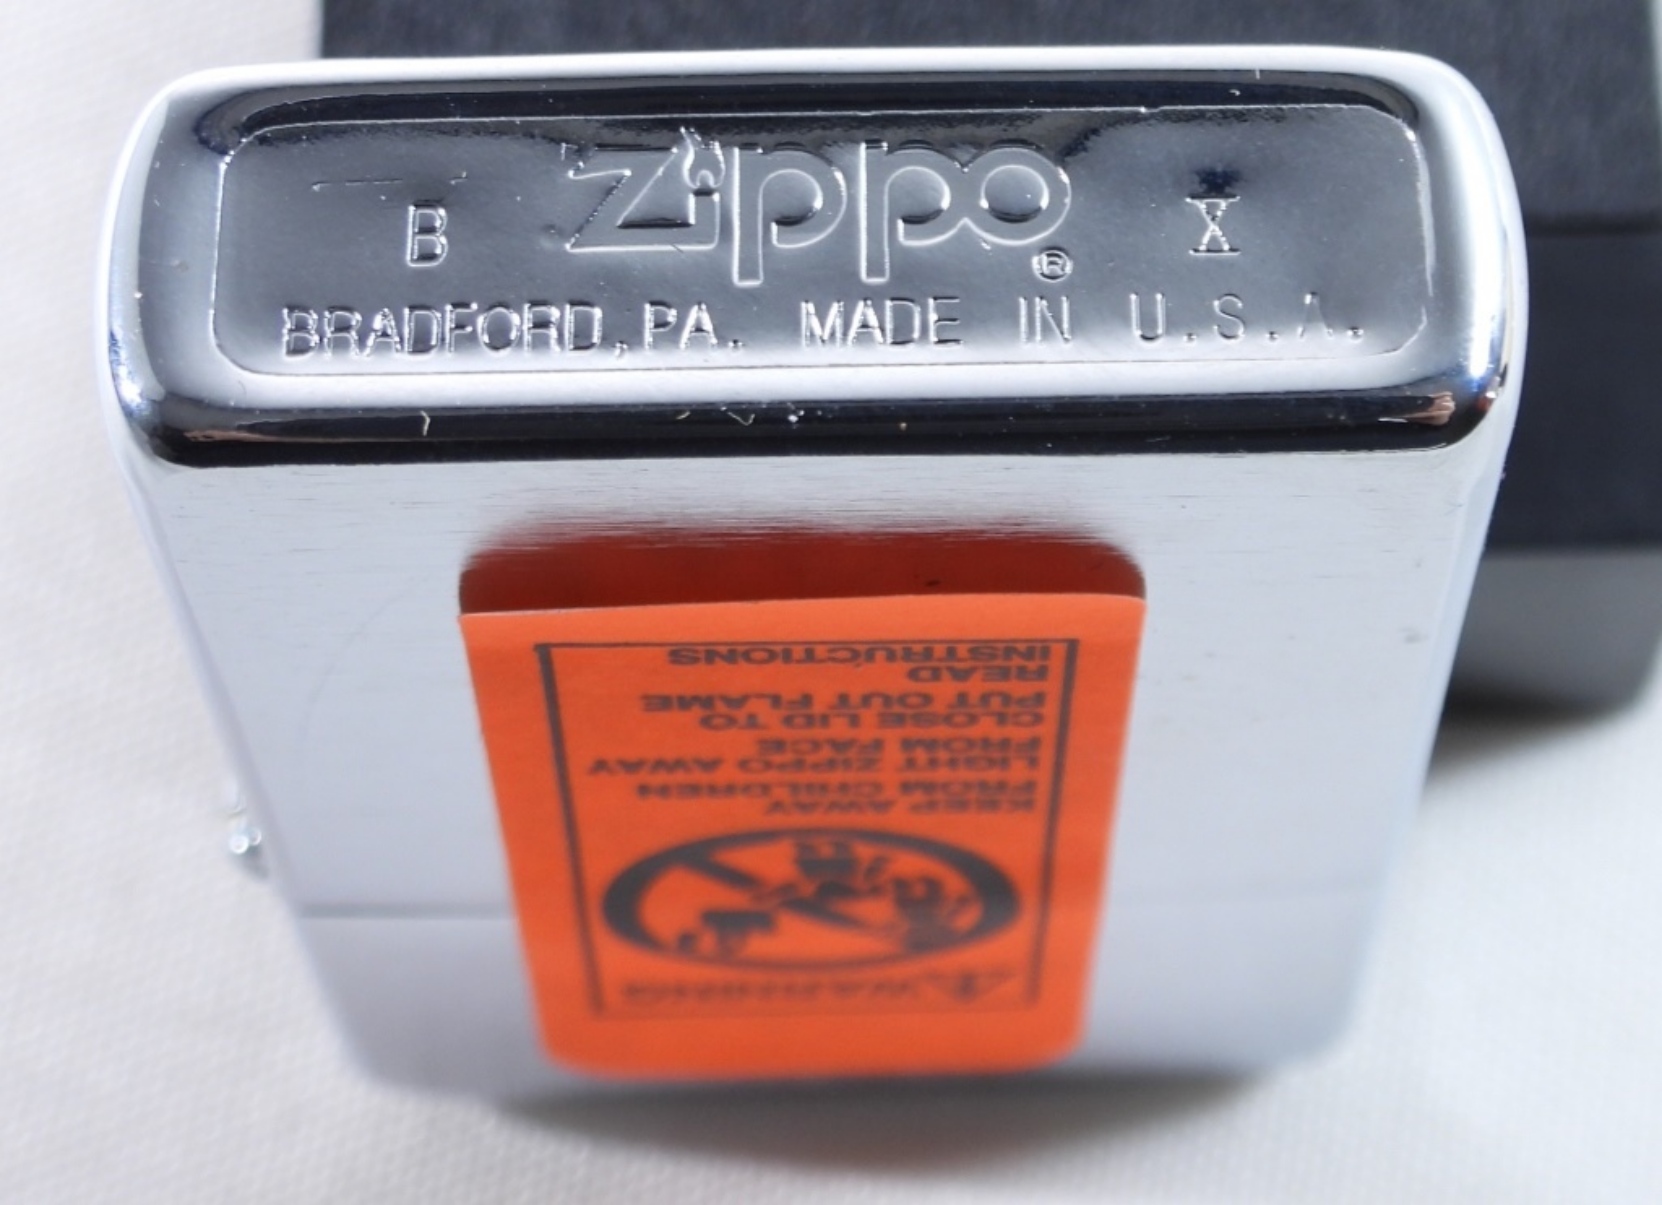 B zippo® X
BRADFORD, PA. MADE IN U.S.A.
WARNING
KEEP AWAY
FROM CHILDREN
LIGHT ZIPPO AWAY
FROM FACE
CLOSE LID TO
PUT OUT FLAME
READ
INSTRUCTIONS